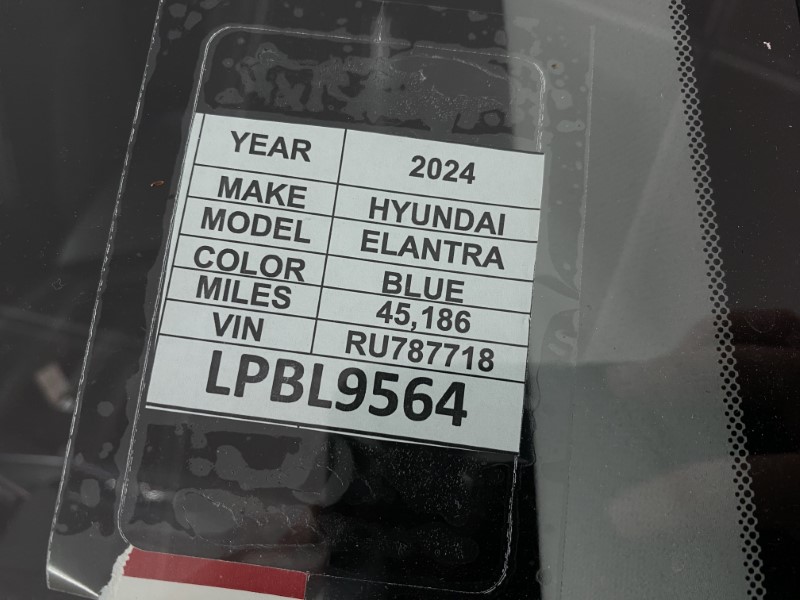 YEAR 2024
MAKE HYUNDAI
MODEL ELANTRA
COLOR BLUE
MILES 45,186
VIN RU787718
LPBL9564